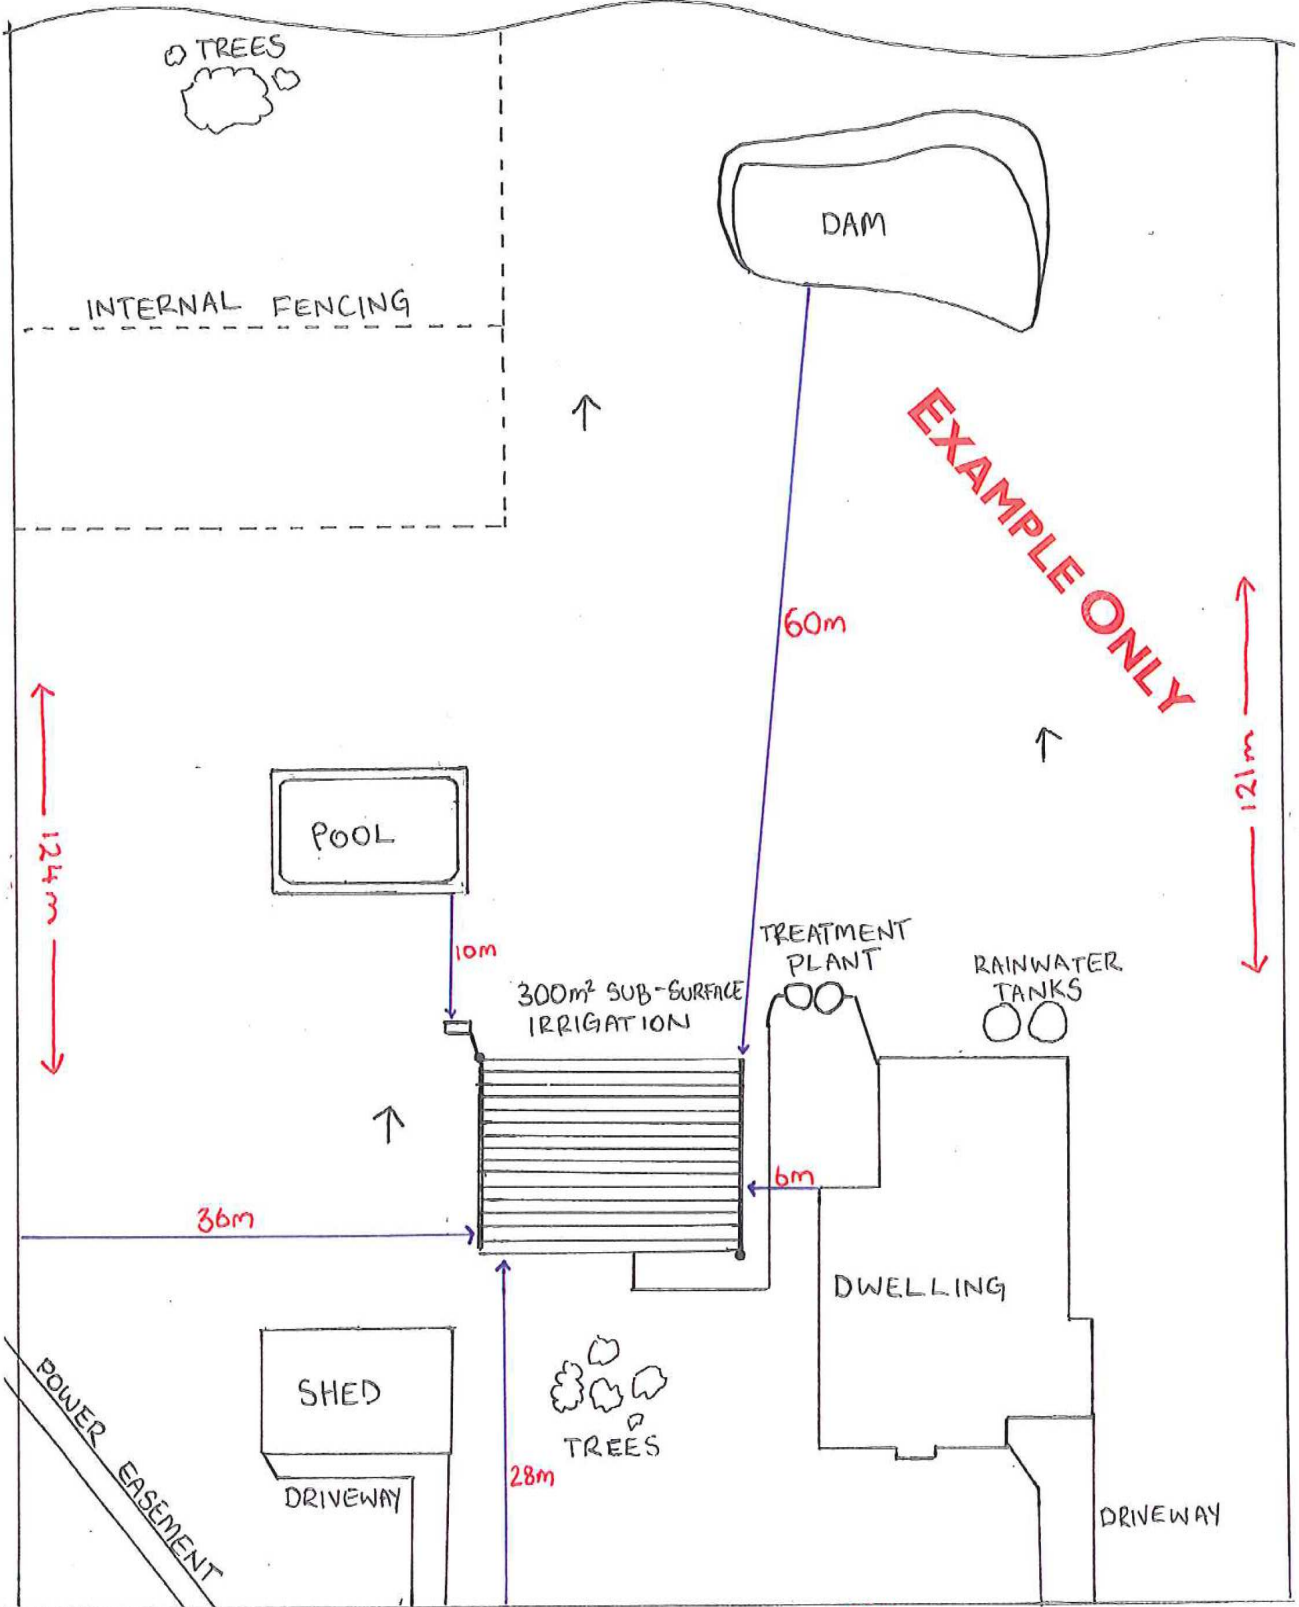 TREES
DAM
INTERNAL FENCING
EXAMPLE ONLY
60m
121m
124m
POOL
10m
TREATMENT
PLANT
RAINWATER
TANKS
300m² SUB-SURFACE
IRRIGATION
6m
36m
DWELLING
SHED
TREES
POWER EASEMENT
28m
DRIVEWAY
DRIVEWAY